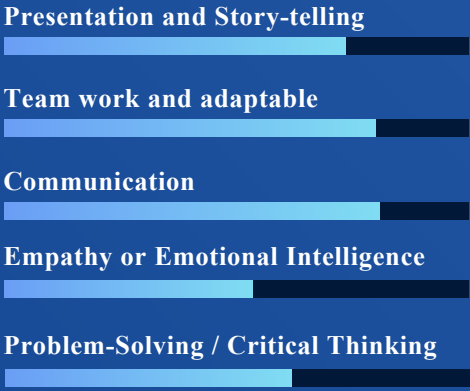 Presentation and Story-telling
Team work and adaptable
Communication
Empathy or Emotional Intelligence
Problem-Solving / Critical Thinking